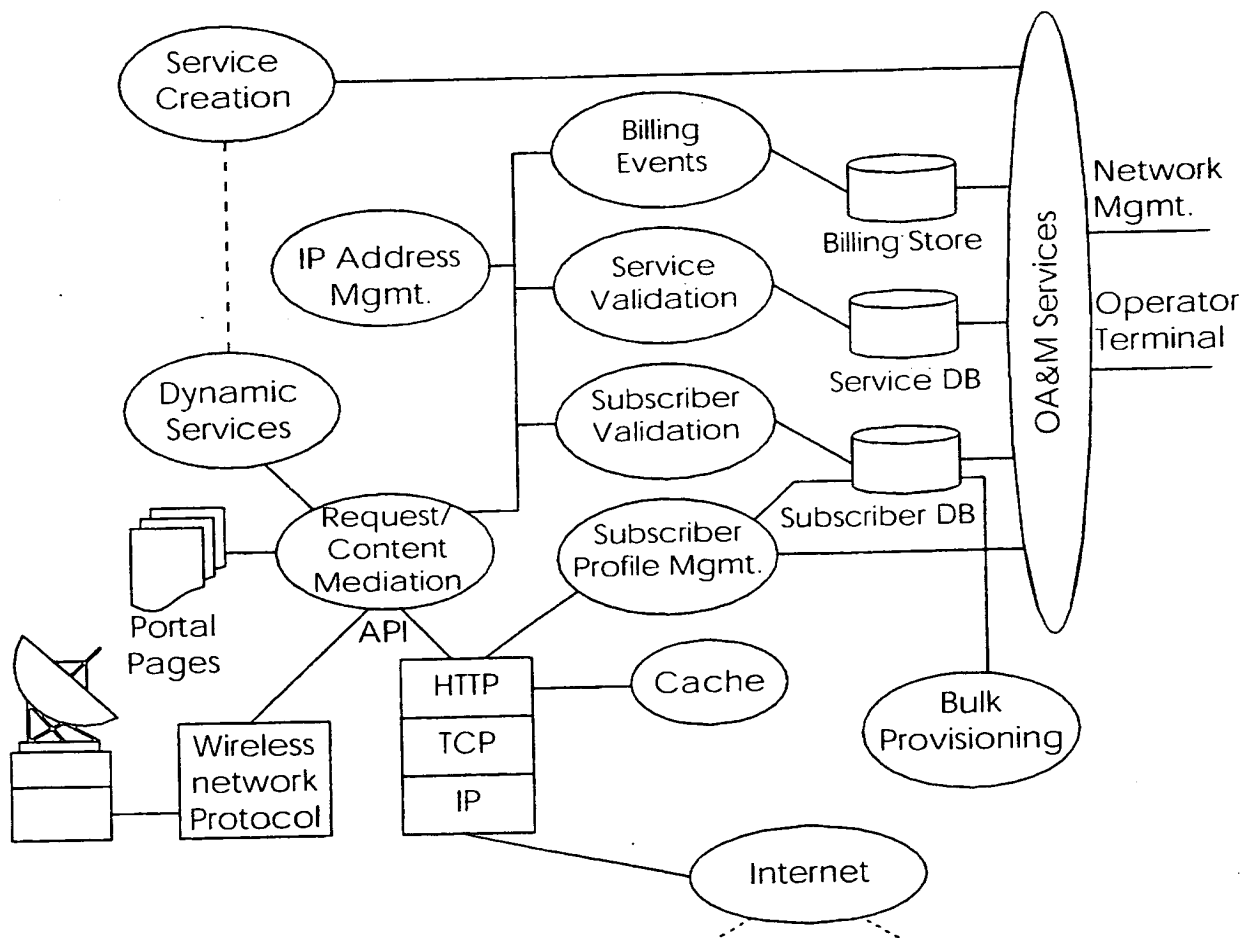 Service
Creation
Billing
Events
Network
Mgmt.
Billing Store
IP Address
Mgmt.
Service
Validation
OA&M Services
Operator
Terminal
Service DB
Dynamic
Services
Subscriber
Validation
Subscriber DB
Request/
Content
Mediation
Subscriber
Profile Mgmt.
Portal
Pages
API
HTTP
TCP
IP
Cache
Bulk
Provisioning
Wireless
network
Protocol
Internet